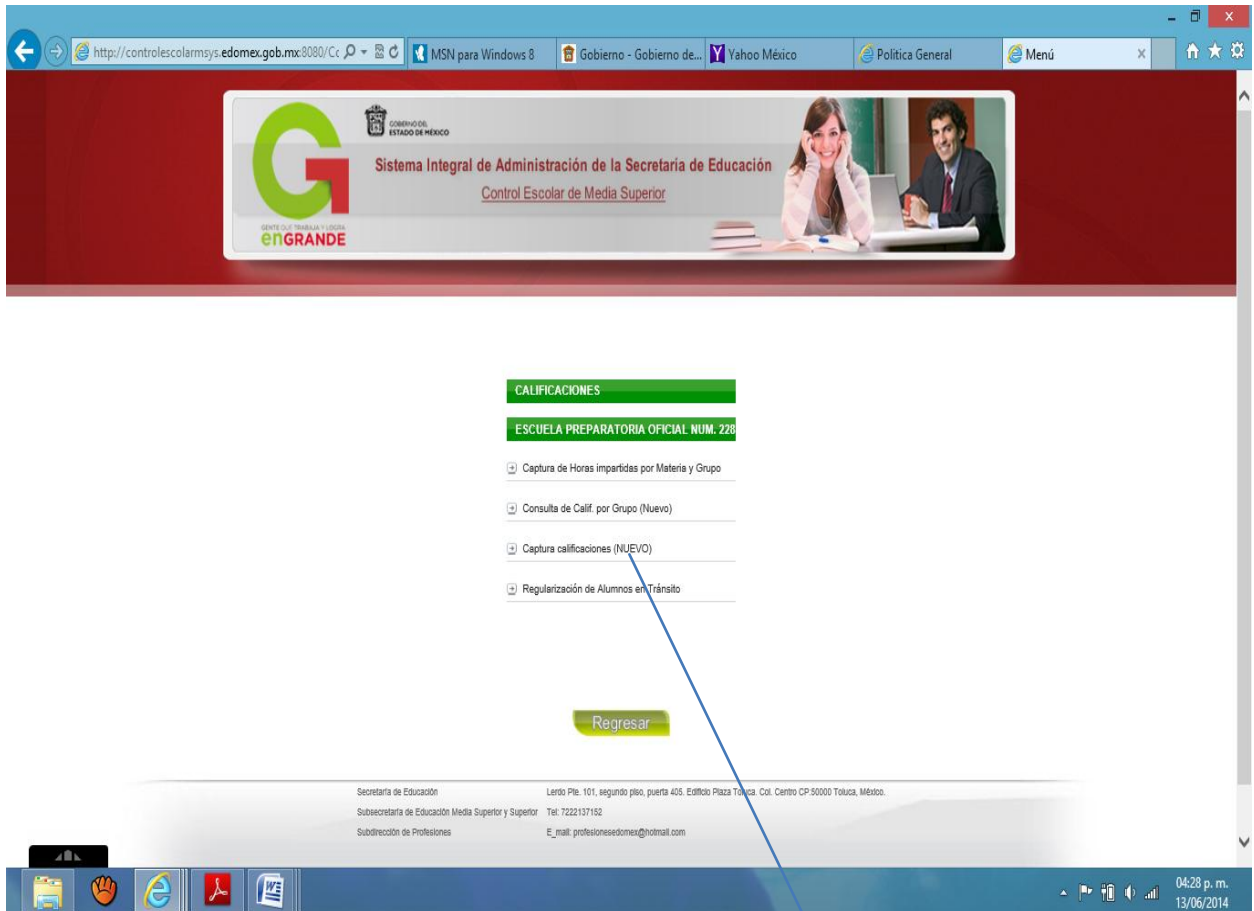 http://controlescolarmsys.edomex.gob.mx:8080/Cc
MSN para Windows 8
Gobierno - Gobierno de...
Yahoo México
Política General
Menú
GOBIERNO DEL
ESTADO DE MÉXICO
Sistema Integral de Administración de la Secretaría de Educación
Control Escolar de Media Superior
GENTE QUE TRABAJA Y LOGRA
enGRANDE
CALIFICACIONES
ESCUELA PREPARATORIA OFICIAL NUM. 228
Captura de Horas impartidas por Materia y Grupo
Consulta de Calif. por Grupo (Nuevo)
Captura calificaciones (NUEVO)
Regularización de Alumnos en Tránsito
Regresar
Secretaría de Educación Lerdo Pte. 101, segundo piso, puerta 405. Edificio Plaza Toluca. Col. Centro CP.50000 Toluca, México.
Subsecretaría de Educación Media Superior y Superior Tel: 7222137152
Subdirección de Profesiones E_mail: profesionesedomex@hotmail.com
04:28 p. m.
13/06/2014